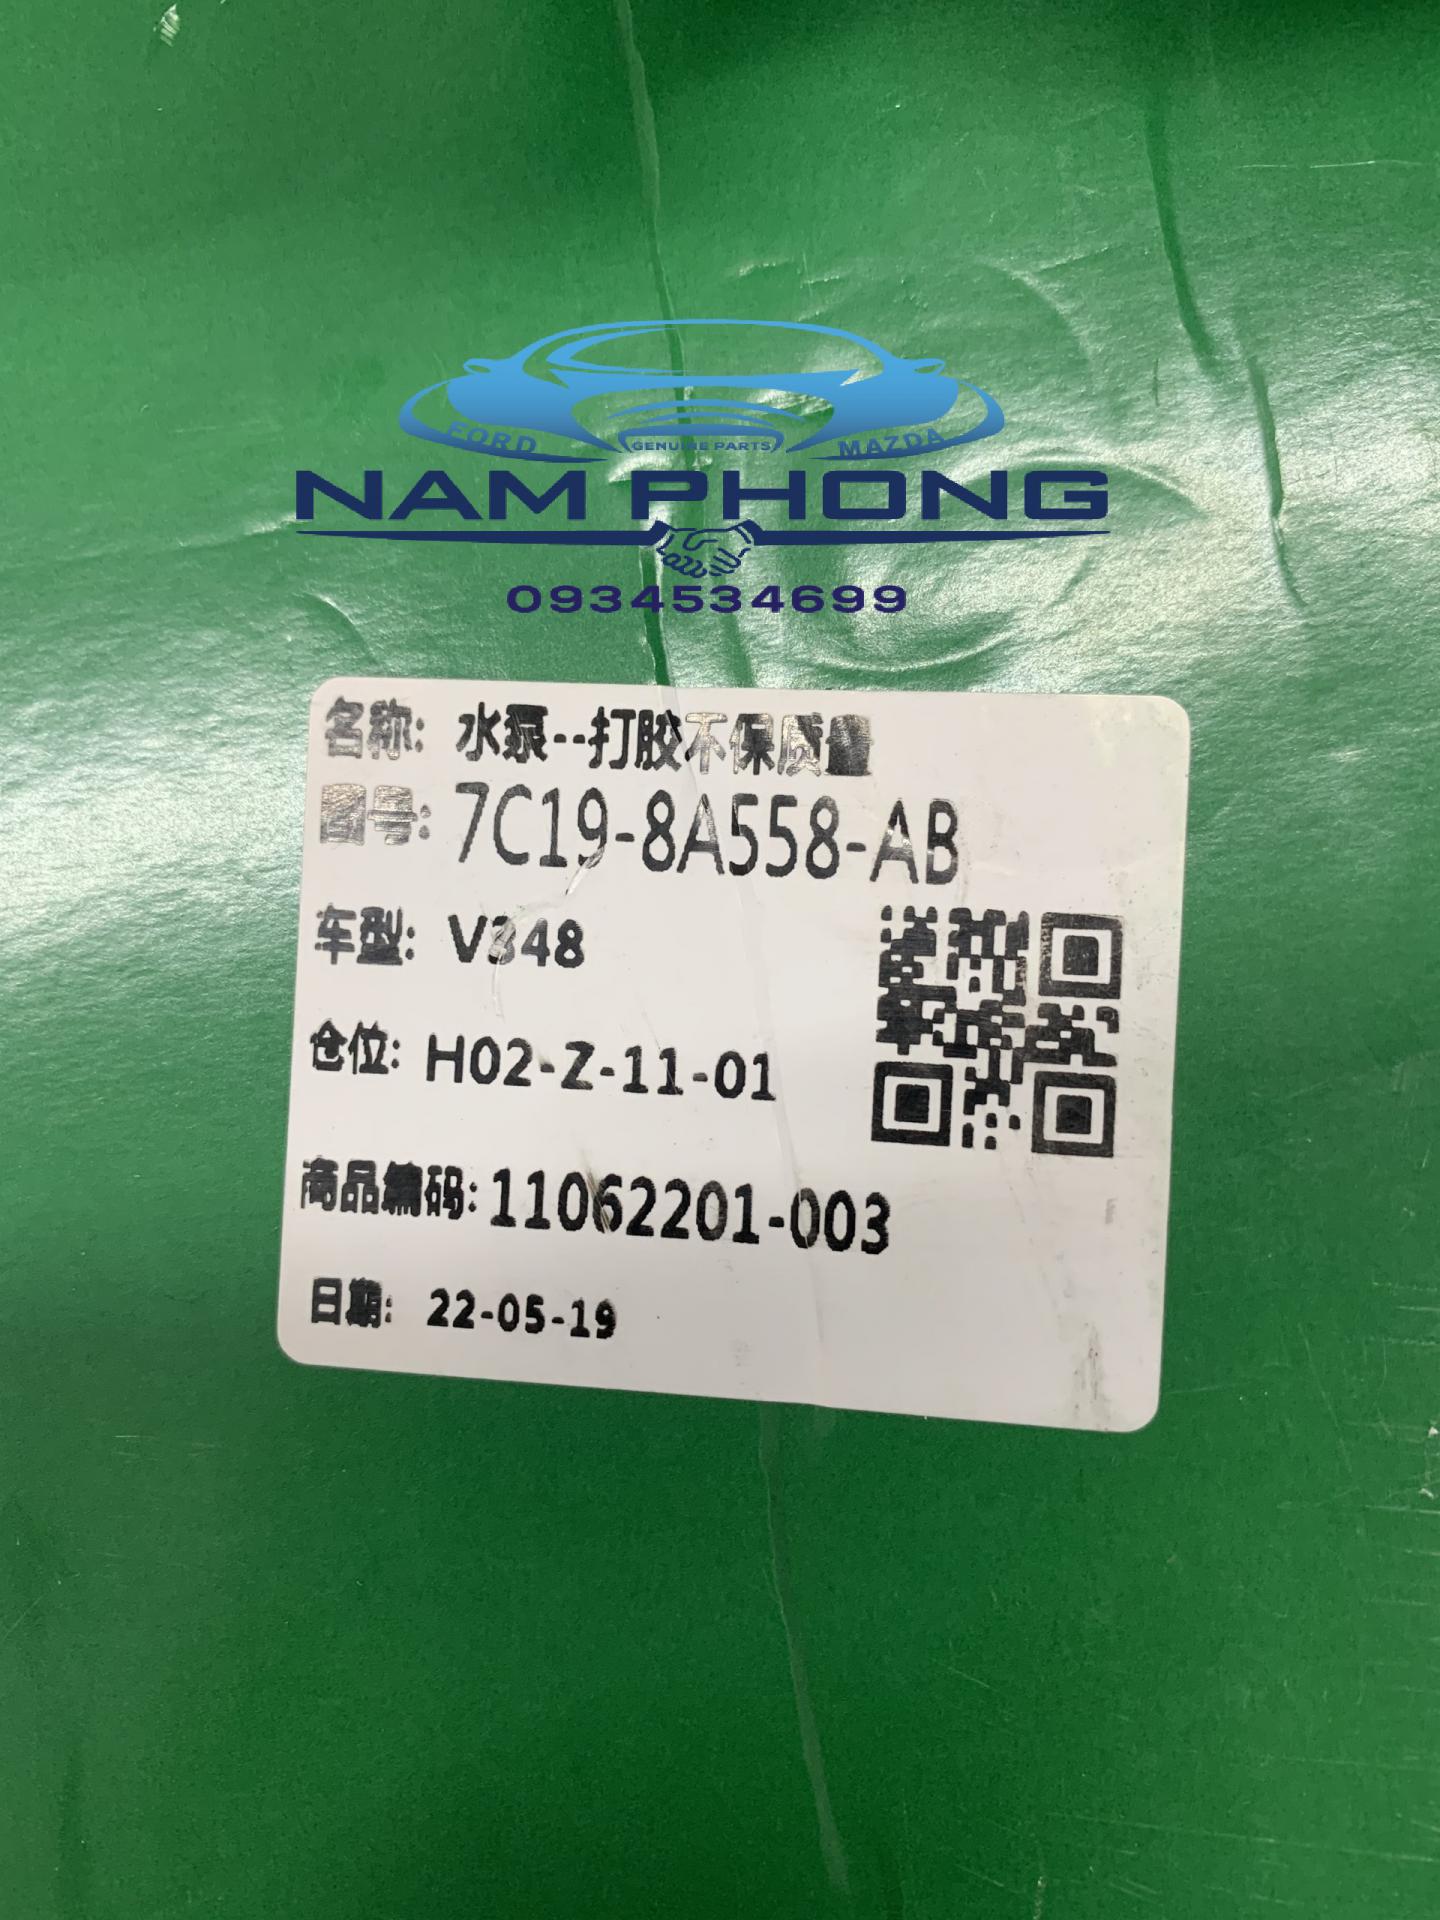 FORD
GENUINE PARTS
MAZDA
NAM PHONG
0934534699
名称: 水泵--打胶不保质量
图号: 7C19-8A558-AB
车型: V348
仓位: H02-Z-11-01
商品编码: 11062201-003
日期: 22-05-19